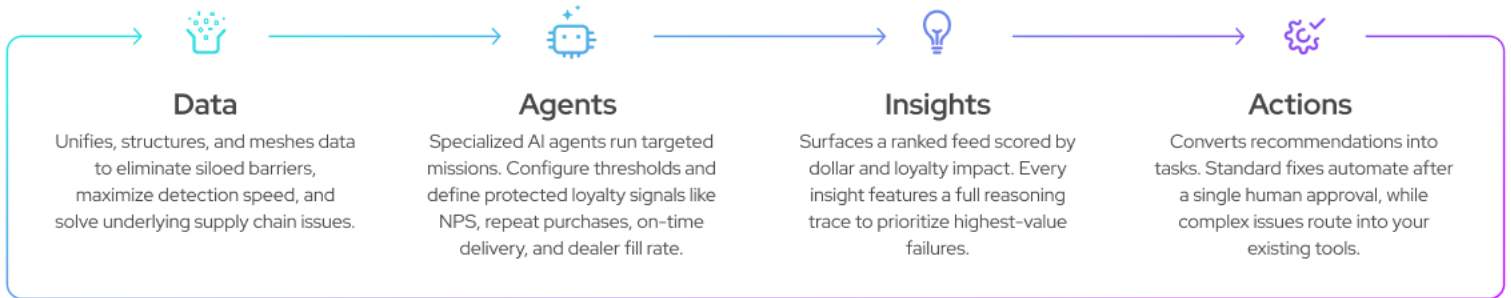 Data
Unifies, structures, and meshes data
to eliminate siloed barriers,
maximize detection speed, and
solve underlying supply chain issues.
Agents
Specialized AI agents run targeted
missions. Configure thresholds and
define protected loyalty signals like
NPS, repeat purchases, on-time
delivery, and dealer fill rate.
Insights
Surfaces a ranked feed scored by
dollar and loyalty impact. Every
insight features a full reasoning
trace to prioritize highest-value
failures.
Actions
Converts recommendations into
tasks. Standard fixes automate after
a single human approval, while
complex issues route into your
existing tools.